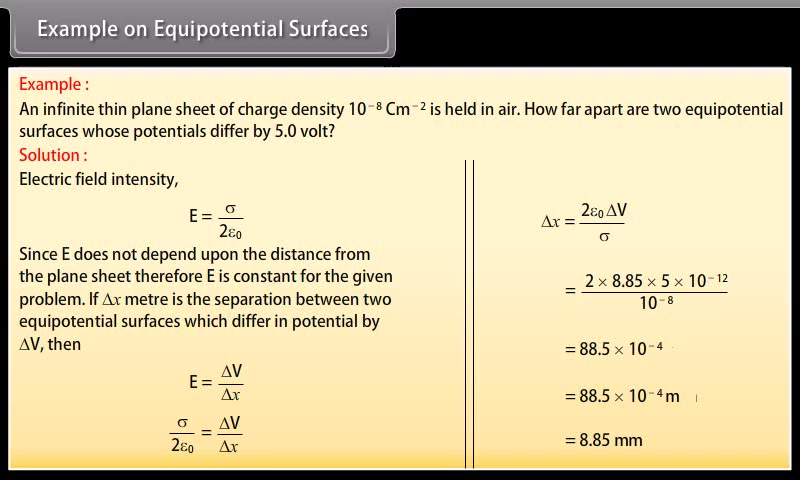 Example on Equipotential Surfaces
Example :
An infinite thin plane sheet of charge density 10⁻⁸ Cm⁻² is held in air. How far apart are two equipotential
surfaces whose potentials differ by 5.0 volt?
Solution :
Electric field intensity,
E = σ / 2ε₀
Since E does not depend upon the distance from
the plane sheet therefore E is constant for the given
problem. If Δx metre is the separation between two
equipotential surfaces which differ in potential by
ΔV, then
E = ΔV / Δx
σ / 2ε₀ = ΔV / Δx
Δx = 2ε₀ ΔV / σ
= 2 × 8.85 × 5 × 10⁻¹² / 10⁻⁸
= 88.5 × 10⁻⁴
= 88.5 × 10⁻⁴ m
= 8.85 mm